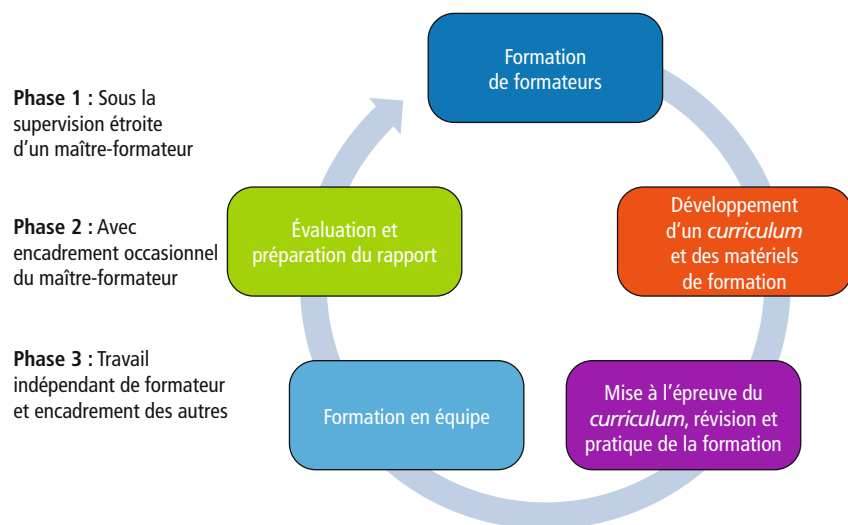 Phase 1 : Sous la
supervision étroite
d'un maître-formateur
Phase 2 : Avec
encadrement occasionnel
du maître-formateur
Phase 3 : Travail
indépendant de formateur
et encadrement des autres
Formation
de formateurs
Développement
d'un curriculum
et des matériels
de formation
Mise à l'épreuve du
curriculum, révision et
pratique de la formation
Formation en équipe
Évaluation et
préparation du rapport